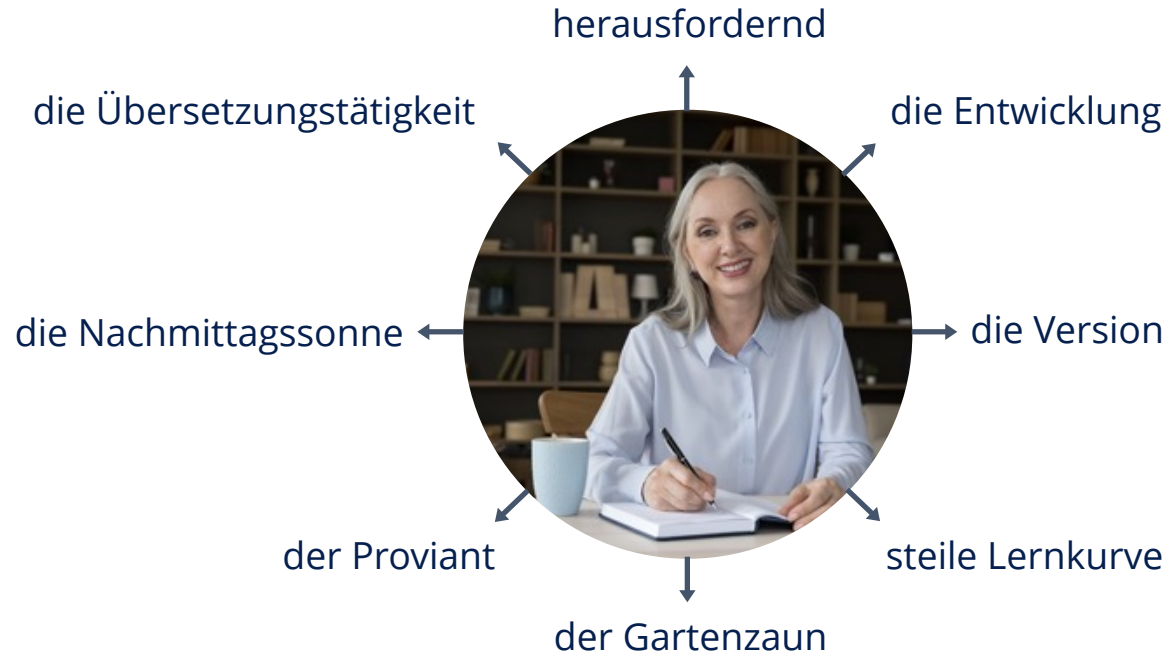 herausfordernd
die Übersetzungstätigkeit
die Entwicklung
die Nachmittagssonne
die Version
der Proviant
steile Lernkurve
der Gartenzaun